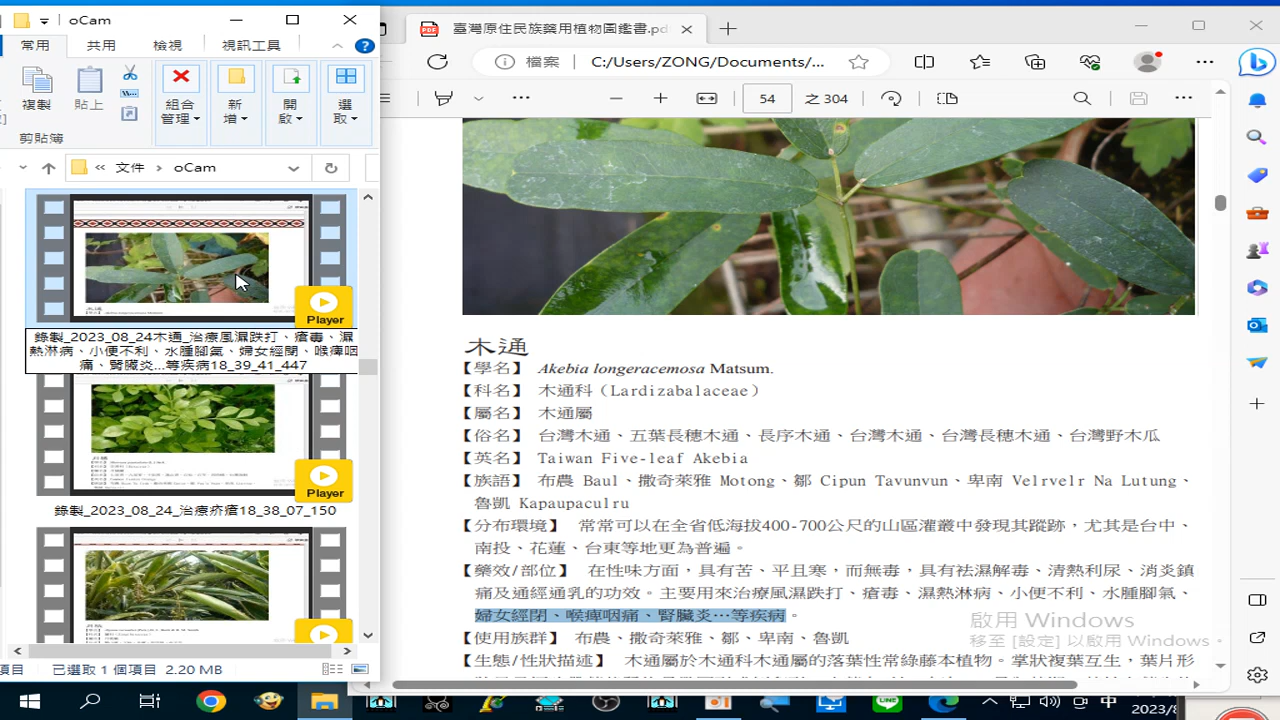 oCam
常用 共用 檢視 視訊工具
複製 貼上 組合管理 新增 開啟 選取
剪貼簿
« 文件 › oCam
Player
錄製_2023_08_24木通_治療風濕跌打、瘡毒、濕
熱淋病、小便不利、水腫腳氣、婦女經閉、喉痺咽
痛、腎臟炎...等疾病18_39_41_447
Player
錄製_2023_08_24_治療疥瘡18_38_07_150
Player
項目 已選取 1 個項目 2.20 MB
臺灣原住民族藥用植物圖鑑書.pd
檔案 C:/Users/ZONG/Documents/...
54 之 304
木通
【學名】 Akebia longeracemosa Matsum.
【科名】 木通科（Lardizabalaceae）
【屬名】 木通屬
【俗名】 台灣木通、五葉長穗木通、長序木通、台灣木通、台灣長穗木通、台灣野木瓜
【英名】 Taiwan Five-leaf Akebia
【族語】 布農 Baul、撒奇萊雅 Motong、鄒 Cipun Tavunvun、卑南 Velrvelr Na Lutung、
魯凱 Kapaupaculru
【分布環境】 常常可以在全省低海拔400-700公尺的山區灌叢中發現其蹤跡，尤其是台中、
南投、花蓮、台東等地更為普遍。
【藥效/部位】 在性味方面，具有苦、平且寒，而無毒，具有袪濕解毒、清熱利尿、消炎鎮
痛及通經通乳的功效。主要用來治療風濕跌打、瘡毒、濕熱淋病、小便不利、水腫腳氣、
婦女經閉、喉痺咽痛、腎臟炎…等疾病。
【使用族群】 布農、撒奇萊雅、鄒、卑南、魯凱
【生態/性狀描述】 木通屬於木通科木通屬的落葉性常綠藤本植物。掌狀複葉互生，葉片形
啟用 Windows
移至 [設定] 以啟用 Windows。
中
2023/8